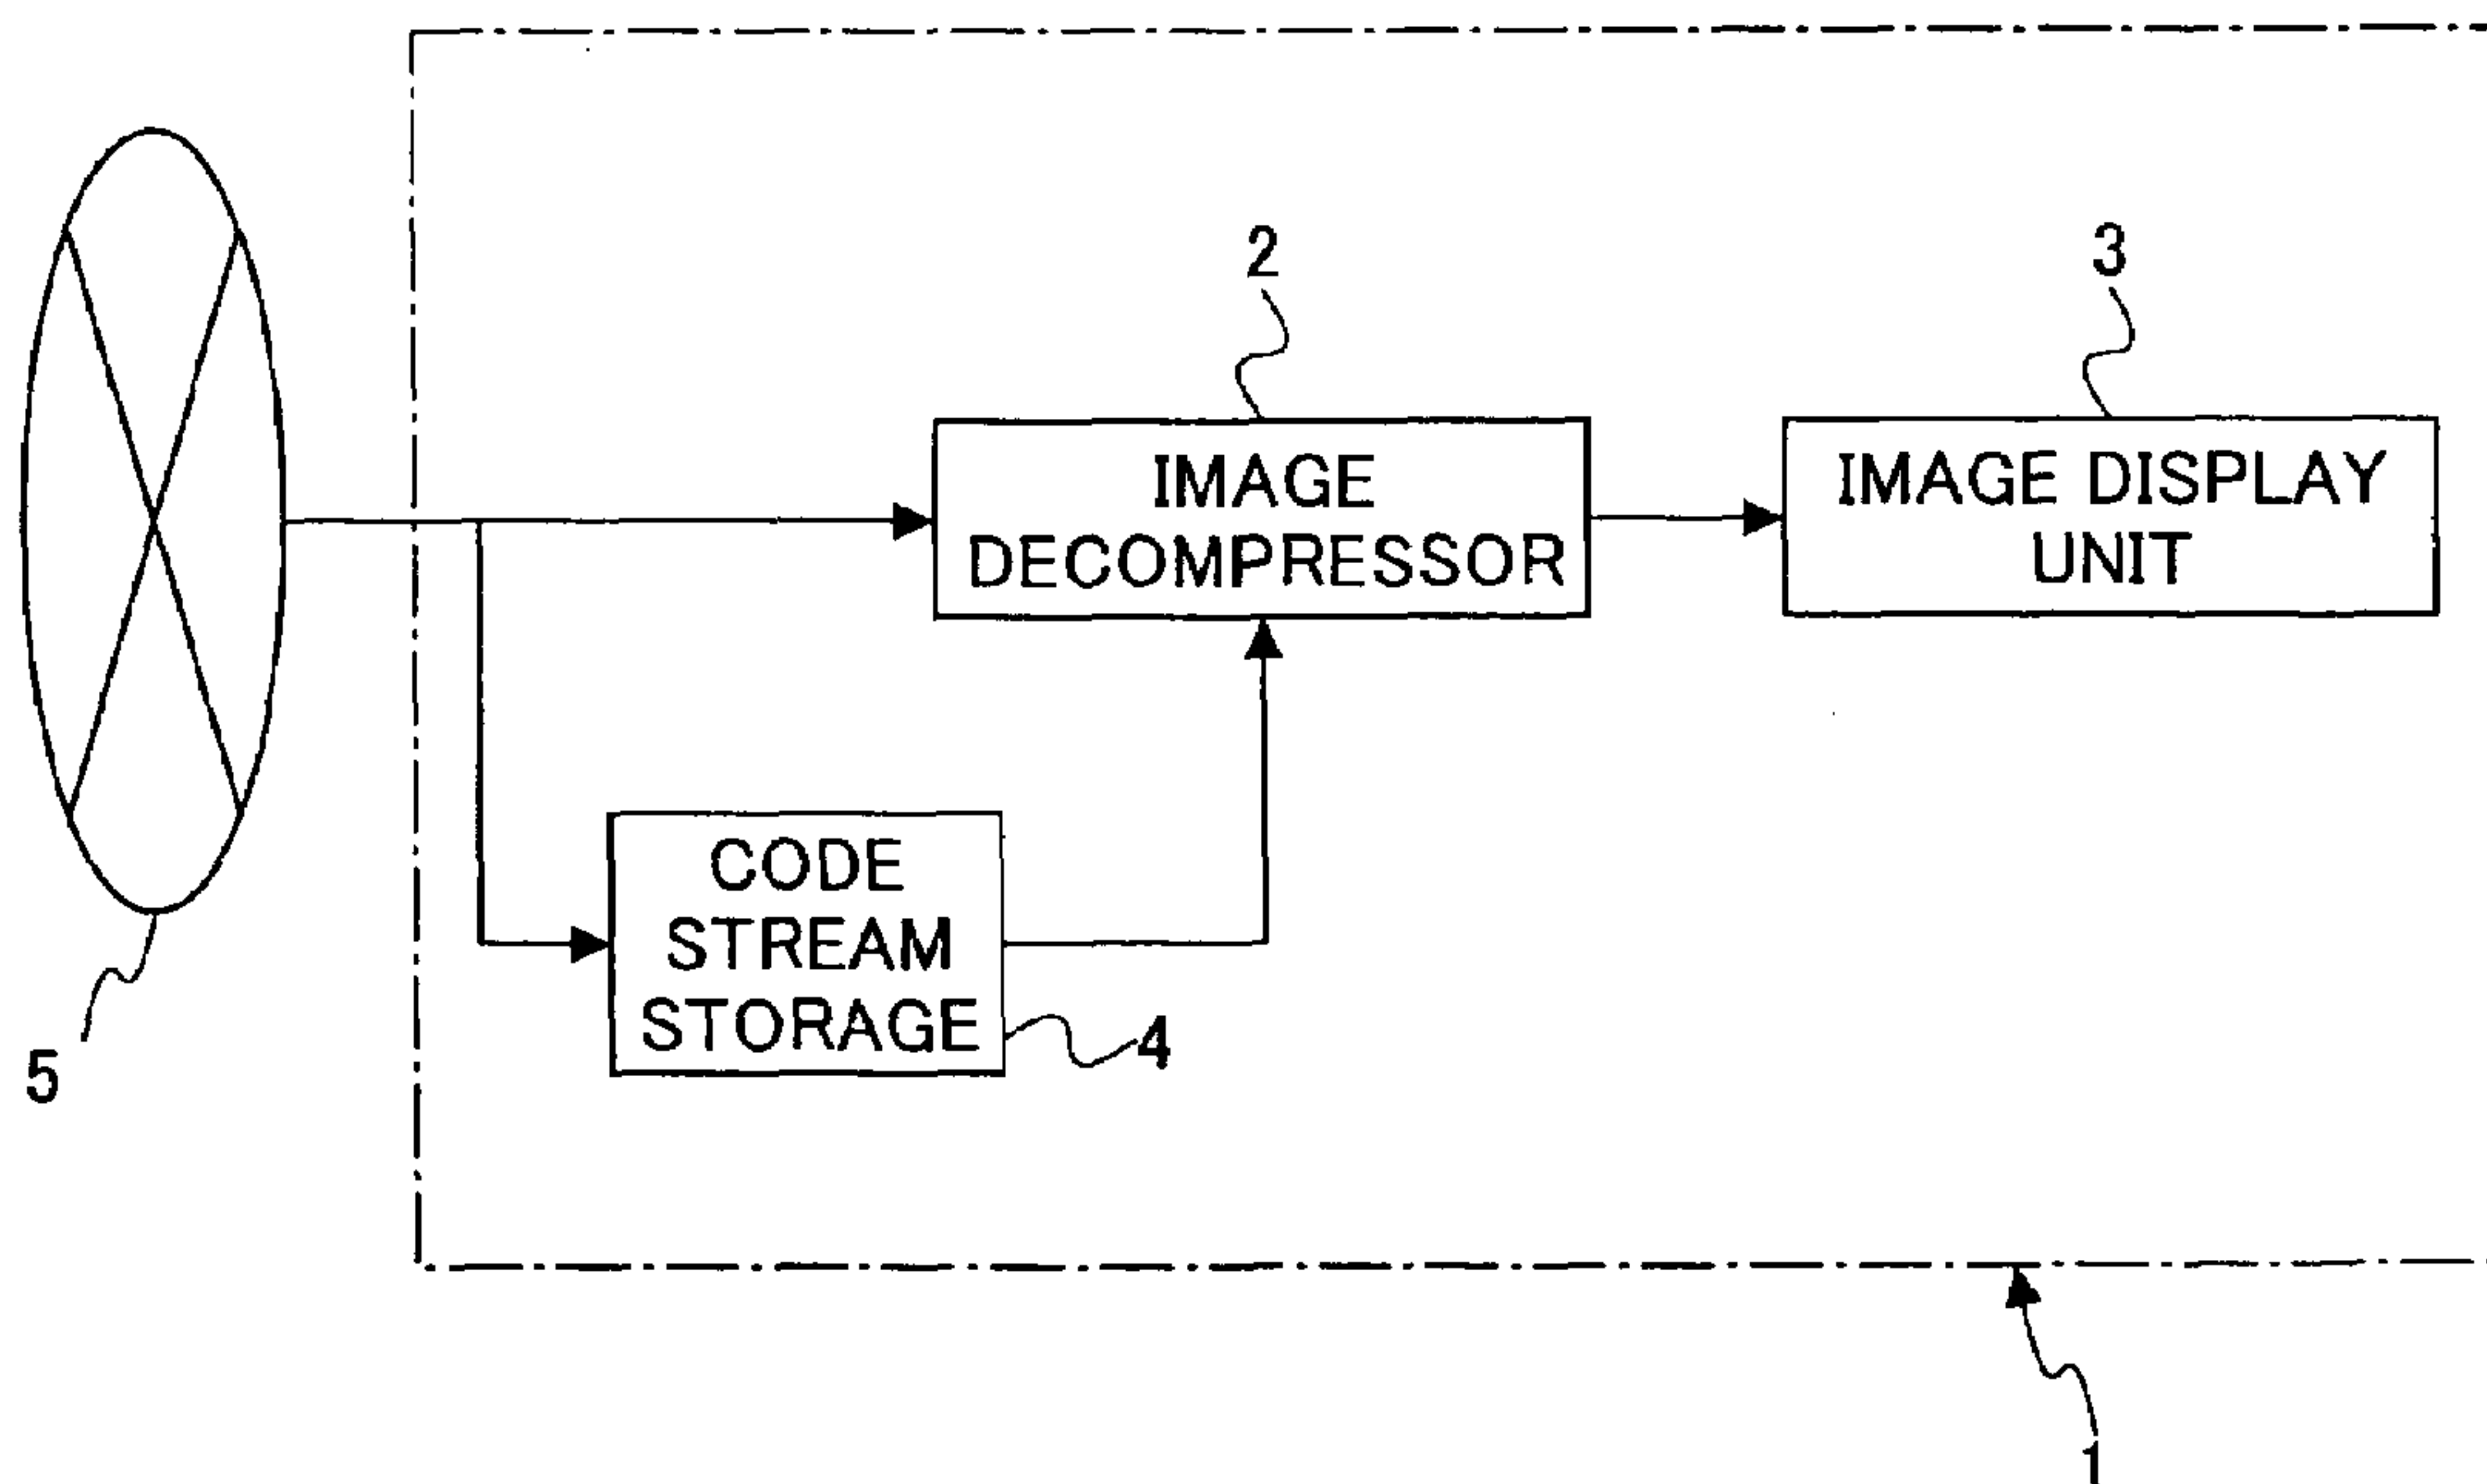 2
3
IMAGE
DECOMPRESSOR
IMAGE DISPLAY
UNIT
CODE
STREAM
STORAGE
4
5
1